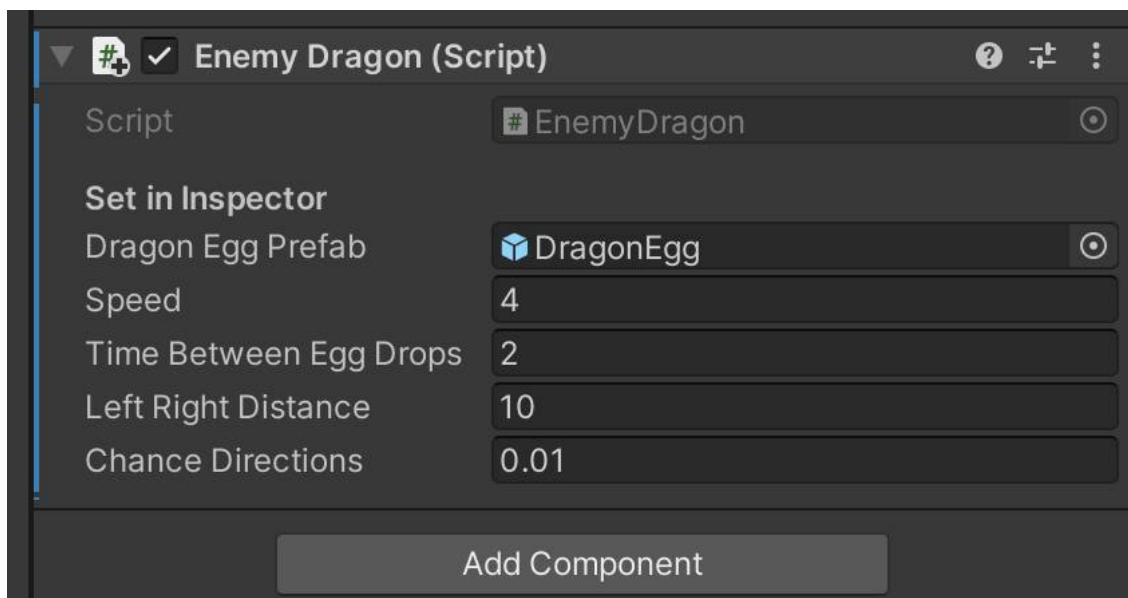 Enemy Dragon (Script)
Script # EnemyDragon
Set in Inspector
Dragon Egg Prefab DragonEgg
Speed 4
Time Between Egg Drops 2
Left Right Distance 10
Chance Directions 0.01
Add Component